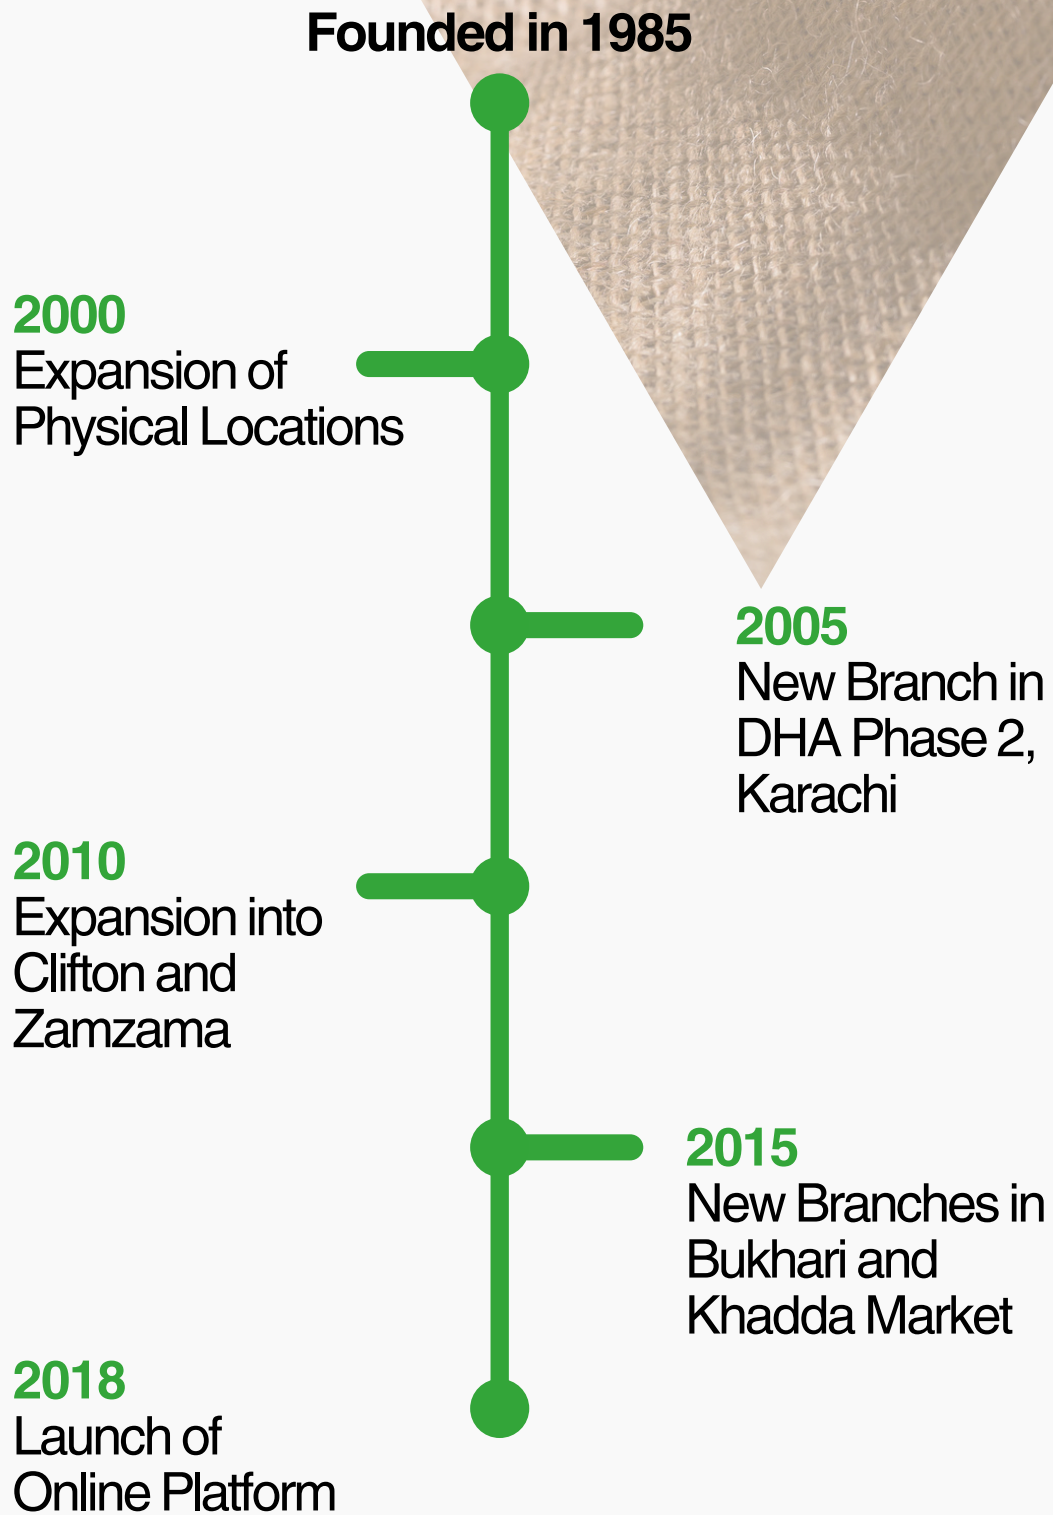 Founded in 1985
2000
Expansion of
Physical Locations
2005
New Branch in
DHA Phase 2,
Karachi
2010
Expansion into
Clifton and
Zamzama
2015
New Branches in
Bukhari and
Khadda Market
2018
Launch of
Online Platform